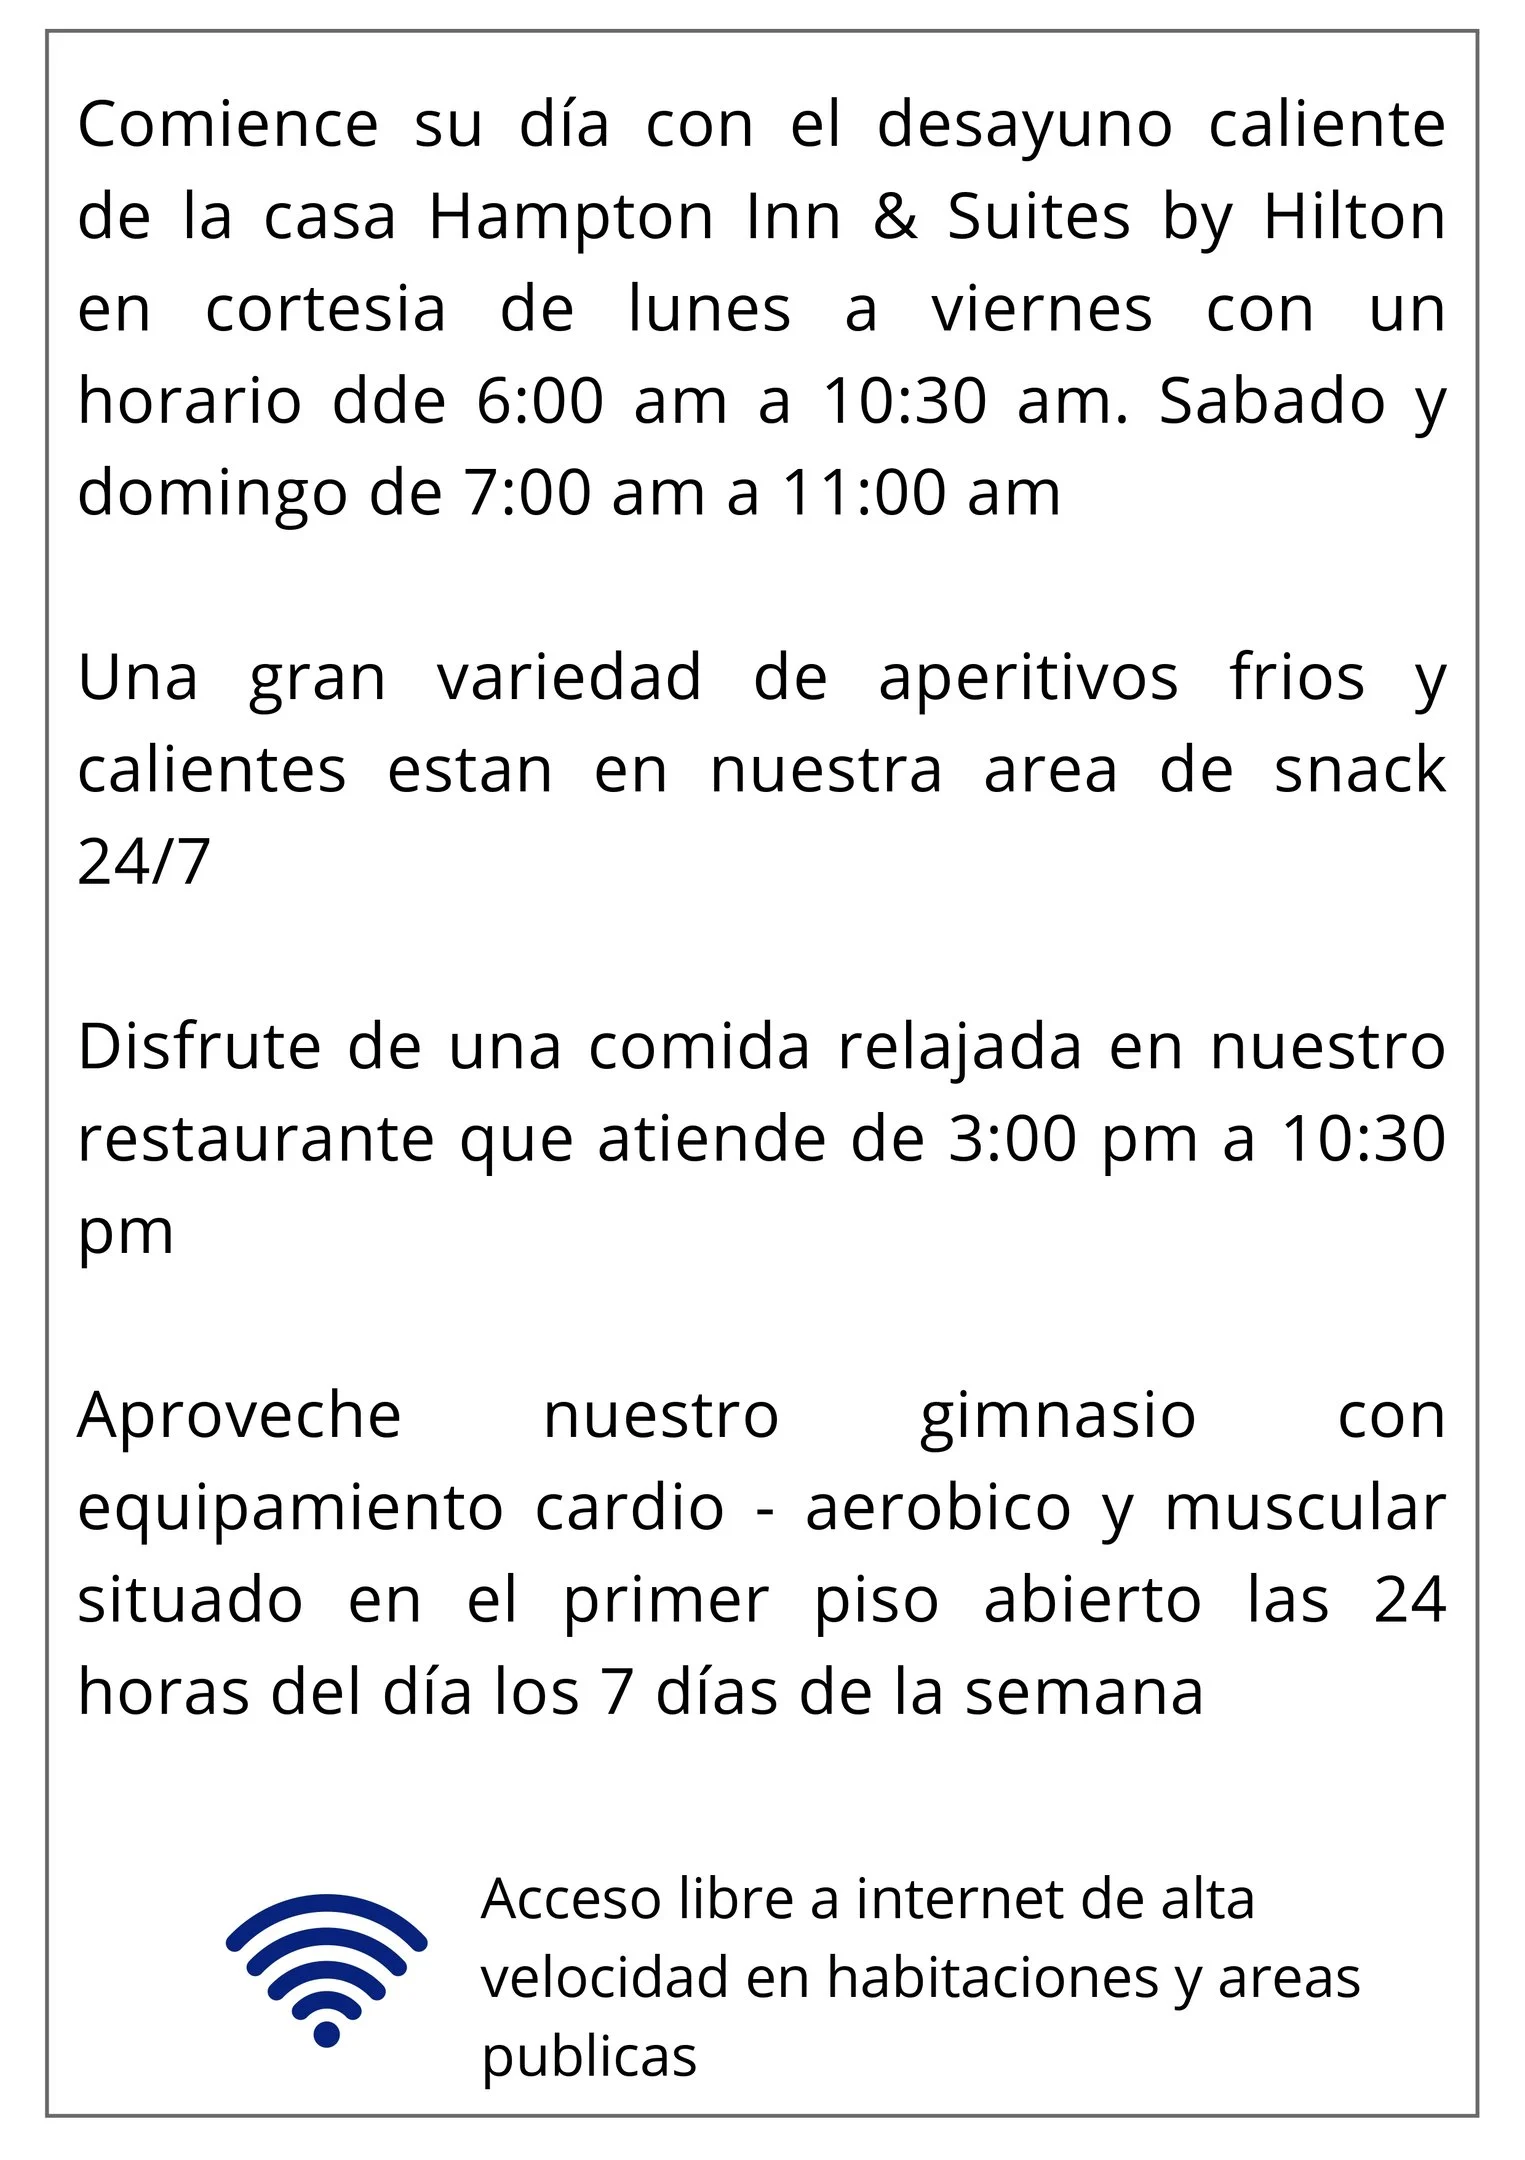 Comience su día con el desayuno caliente
de la casa Hampton Inn & Suites by Hilton
en cortesia de lunes a viernes con un
horario dde 6:00 am a 10:30 am. Sabado y
domingo de 7:00 am a 11:00 am
Una gran variedad de aperitivos frios y
calientes estan en nuestra area de snack
24/7
Disfrute de una comida relajada en nuestro
restaurante que atiende de 3:00 pm a 10:30
pm
Aproveche nuestro gimnasio con
equipamiento cardio - aerobico y muscular
situado en el primer piso abierto las 24
horas del día los 7 días de la semana
Acceso libre a internet de alta
velocidad en habitaciones y areas
publicas